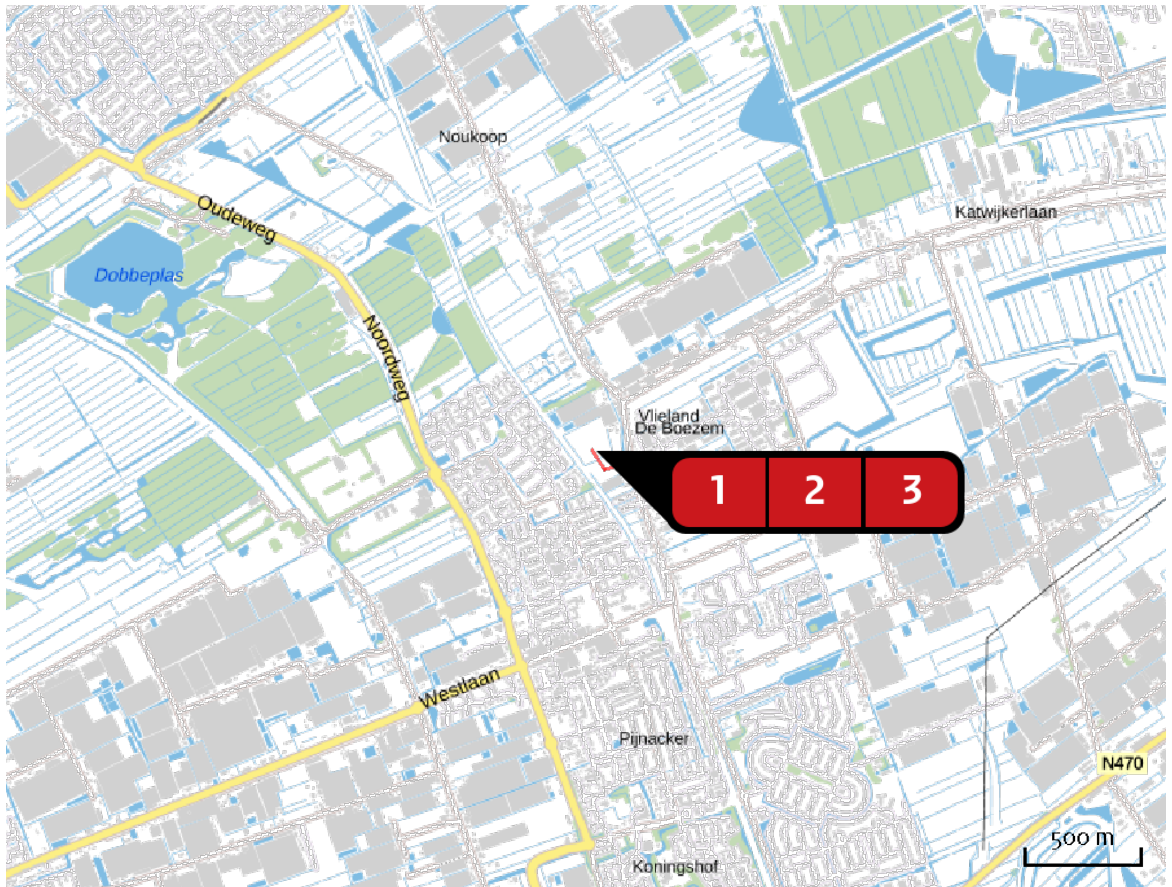 Noukoop
Katwijkerlaan
Oudeweg
Dobbeplas
Noordweg
Vlieland
De Boezem
1 2 3
Westlaan
Pijnacker
N470
500 m
Koningshof